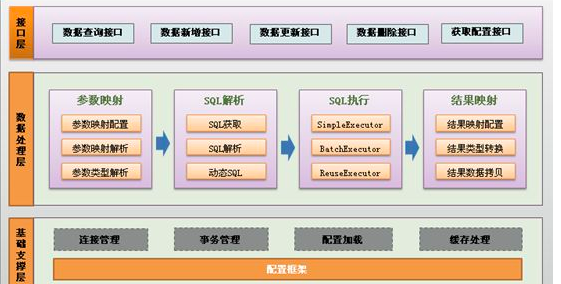 接口层
数据查询接口
数据新增接口
数据更新接口
数据删除接口
获取配置接口
数据处理层
参数映射
参数映射配置
参数映射解析
参数类型解析
SQL解析
SQL获取
SQL解析
动态SQL
SQL执行
SimpleExecutor
BatchExecutor
ReuseExecutor
结果映射
结果映射配置
结果类型转换
结果数据拷贝
基础支撑层
连接管理
事务管理
配置加载
缓存处理
配置框架